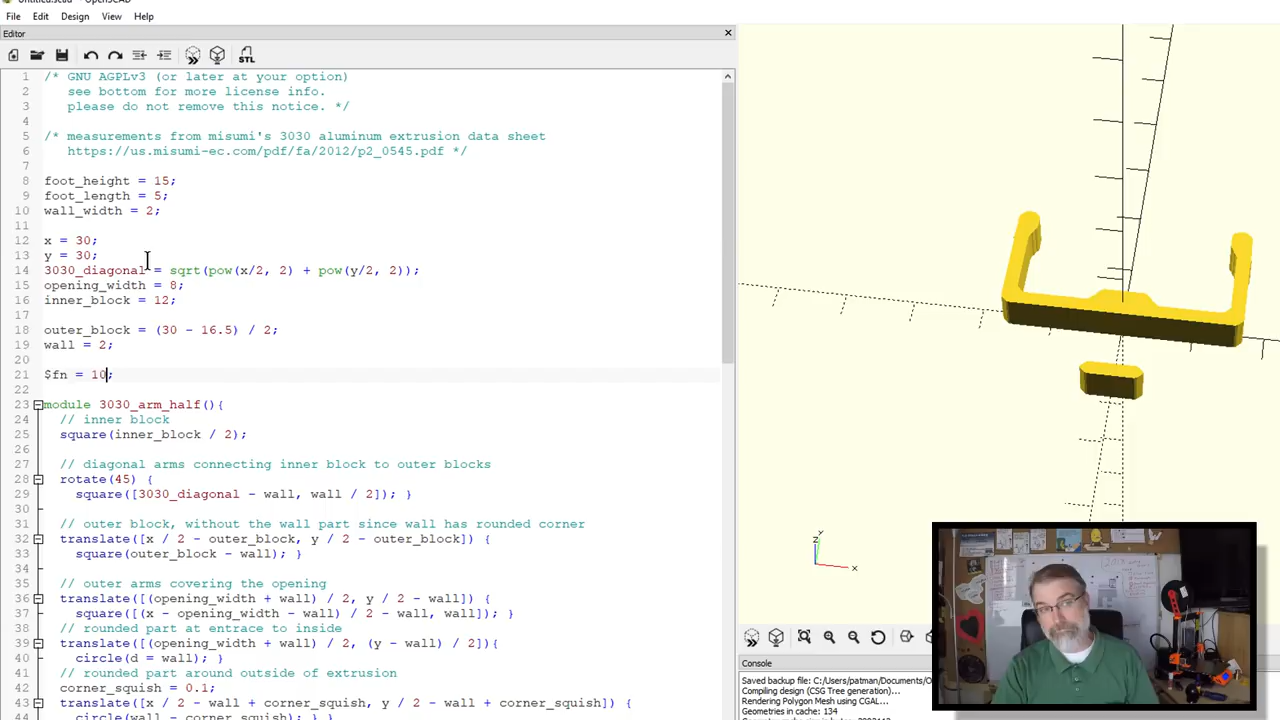 Untitled.scad - OpenSCAD
File Edit Design View Help
Editor
STL
1 /* GNU AGPLv3 (or later at your option)
2 see bottom for more license info.
3 please do not remove this notice. */
4
5 /* measurements from misumi's 3030 aluminum extrusion data sheet
6 https://us.misumi-ec.com/pdf/fa/2012/p2_0545.pdf */
7
8 foot_height = 15;
9 foot_length = 5;
10 wall_width = 2;
11
12 x = 30;
13 y = 30;
14 3030_diagonal = sqrt(pow(x/2, 2) + pow(y/2, 2));
15 opening_width = 8;
16 inner_block = 12;
17
18 outer_block = (30 - 16.5) / 2;
19 wall = 2;
20
21 $fn = 10;
22
23 module 3030_arm_half(){
24 // inner block
25 square(inner_block / 2);
26
27 // diagonal arms connecting inner block to outer blocks
28 rotate(45) {
29 square([3030_diagonal - wall, wall / 2]); }
30
31 // outer block, without the wall part since wall has rounded corner
32 translate([x / 2 - outer_block, y / 2 - outer_block]) {
33 square(outer_block - wall); }
34
35 // outer arms covering the opening
36 translate([(opening_width + wall) / 2, y / 2 - wall]) {
37 square([(x - opening_width - wall) / 2 - wall, wall]); }
38 // rounded part at entrace to inside
39 translate([(opening_width + wall) / 2, (y - wall) / 2]){
40 circle(d = wall); }
41 // rounded part around outside of extrusion
42 corner_squish = 0.1;
43 translate([x / 2 - wall + corner_squish, y / 2 - wall + corner_squish]) {
circle(wall - corner_squish); } }
z
y
x
Console
Saved backup file: C:/Users/patman/Documents/O
Compiling design (CSG Tree generation)...
Rendering Polygon Mesh using CGAL...
Geometries in cache: 134